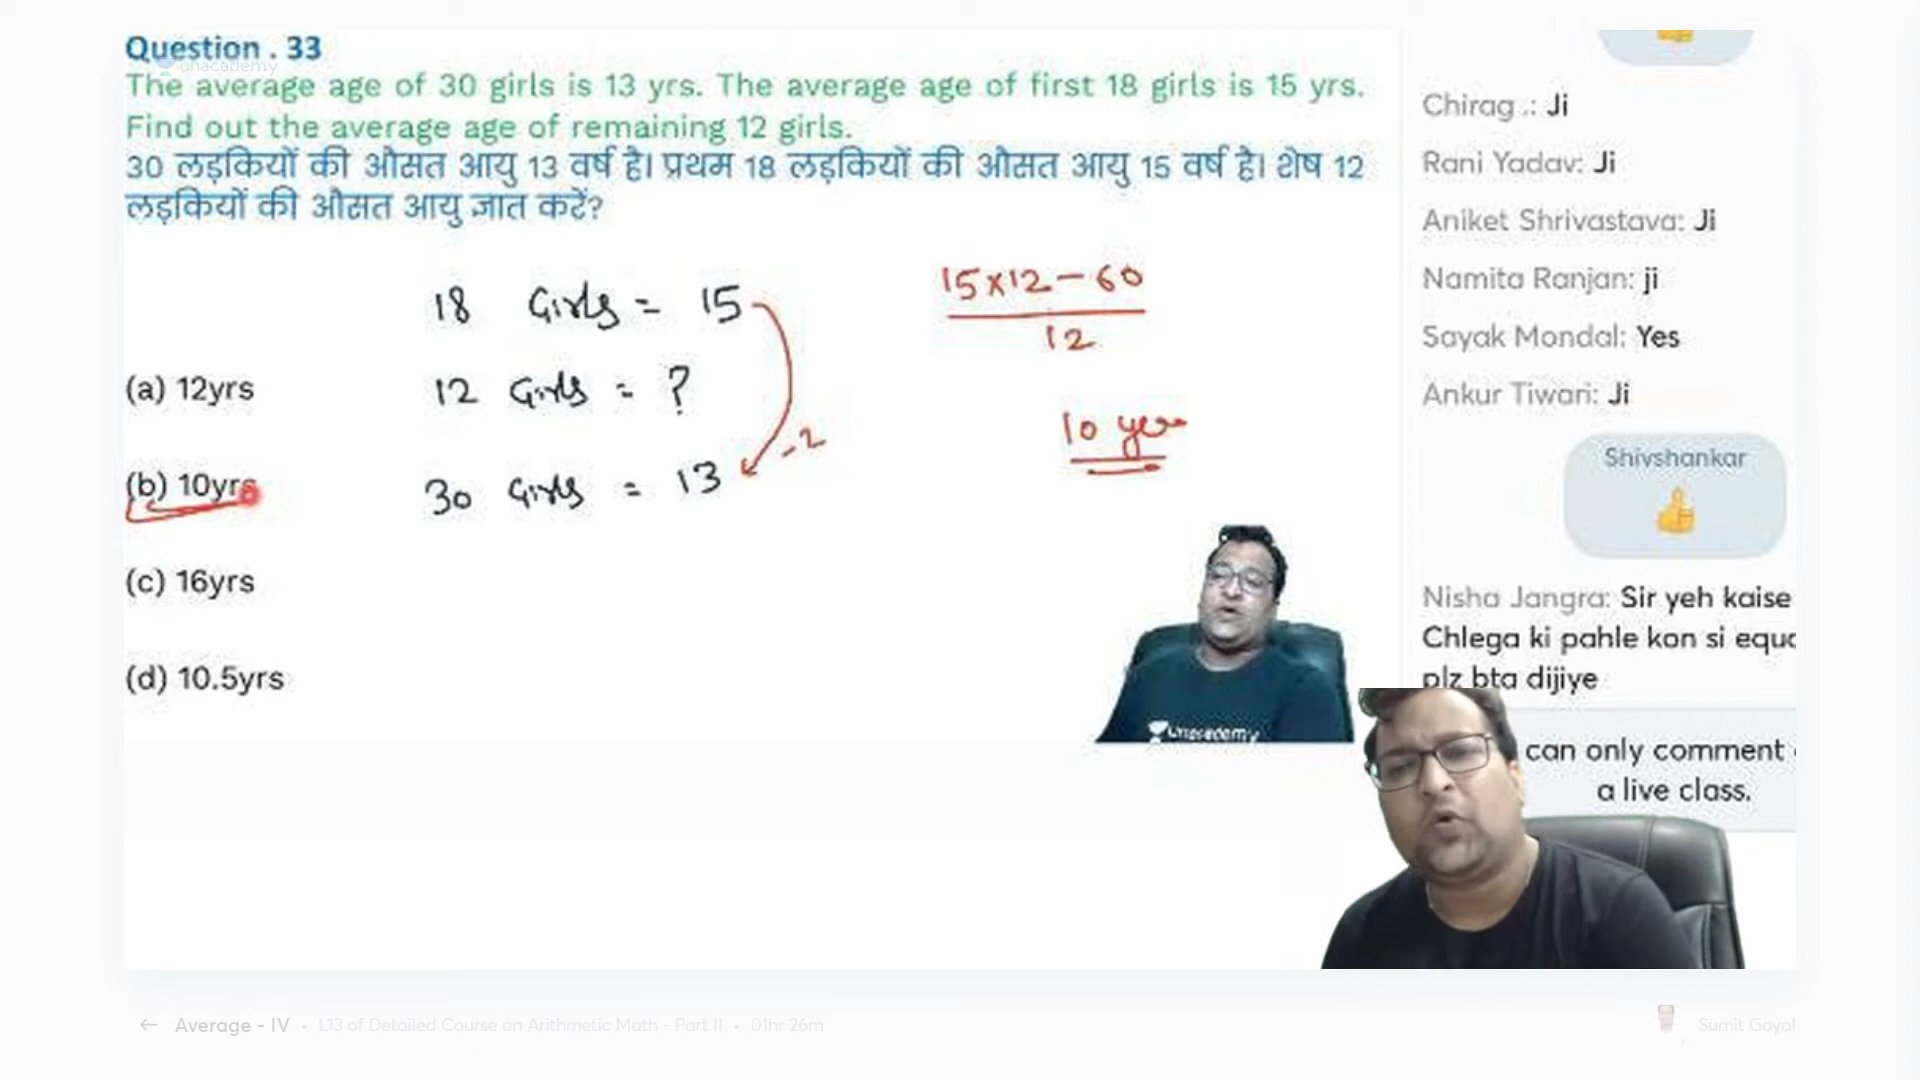 Question . 33
unacademy
The average age of 30 girls is 13 yrs. The average age of first 18 girls is 15 yrs.
Find out the average age of remaining 12 girls.
30 लड़कियों की औसत आयु 13 वर्ष है। प्रथम 18 लड़कियों की औसत आयु 15 वर्ष है। शेष 12
लड़कियों की औसत आयु ज्ञात करें?
18 Girls = 15
12 Girls = ?
30 Girls = 13
-2
15x12-60
12
10 year
(a) 12yrs
(b) 10yrs
(c) 16yrs
(d) 10.5yrs
unacademy
Chirag .: Ji
Rani Yadav: Ji
Aniket Shrivastava: Ji
Namita Ranjan: ji
Sayak Mondal: Yes
Ankur Tiwari: Ji
Shivshankar
Nisha Jangra: Sir yeh kaise
Chlega ki pahle kon si equa
plz bta dijiye
can only comment
a live class.
← Average - IV • L13 of Detailed Course on Arithmetic Math - Part II • 01hr 26m
Sumit Goyal